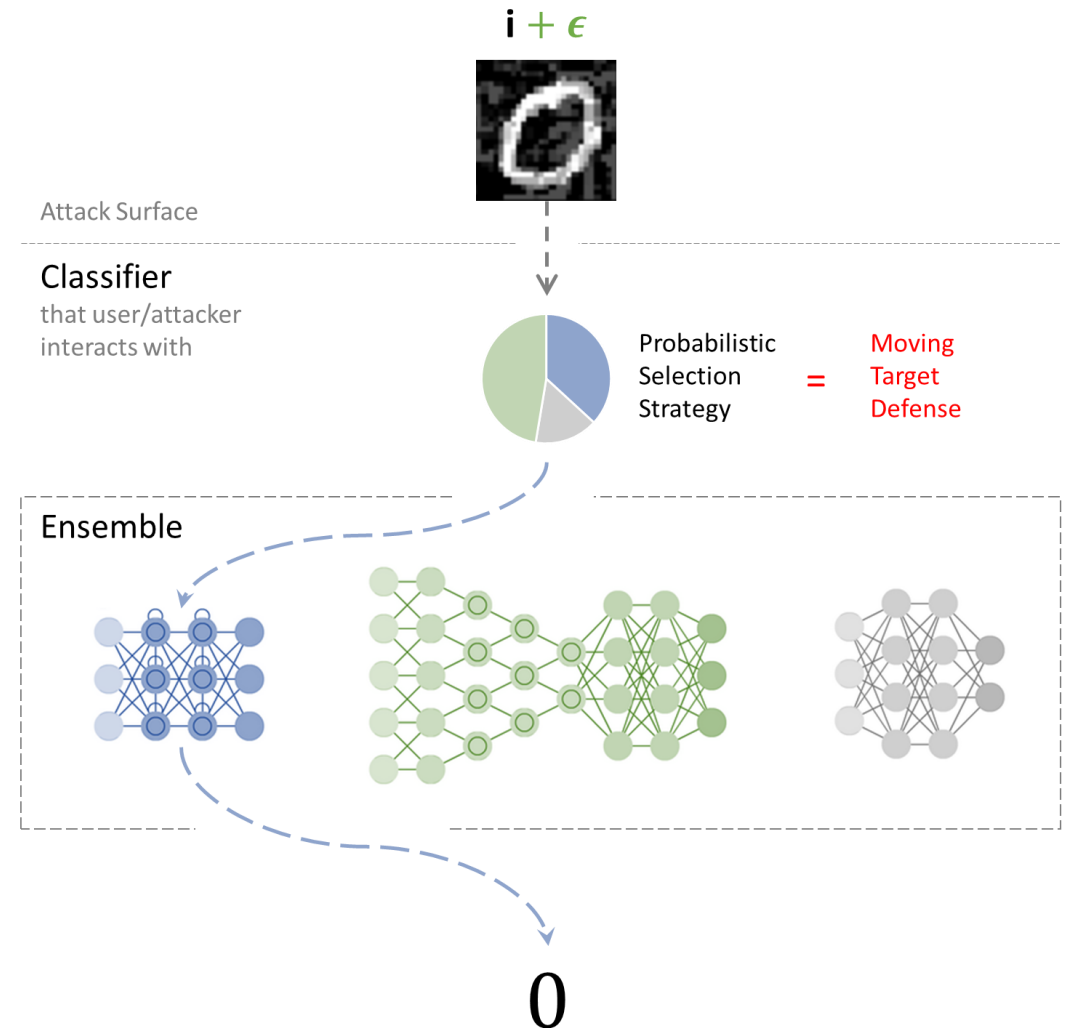 i + ϵ
Attack Surface
Classifier
that user/attacker
interacts with
Probabilistic
Selection
Strategy
=
Moving
Target
Defense
Ensemble
0